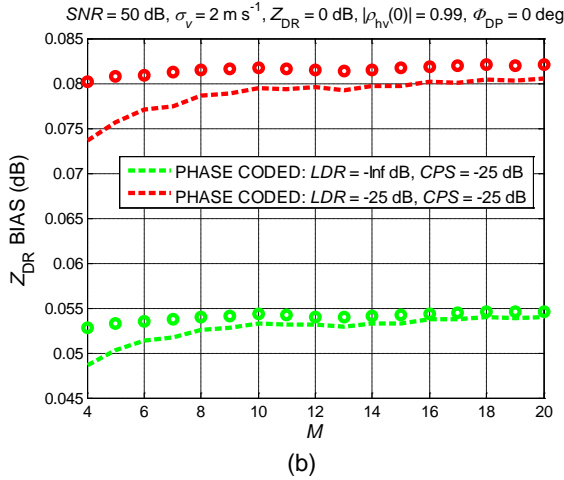 SNR = 50 dB, σv = 2 m s-1, ZDR = 0 dB, |ρhv(0)| = 0.99, ΦDP = 0 deg
0.085
0.08
0.075
0.07
0.065
0.06
0.055
0.05
0.045
ZDR BIAS (dB)
PHASE CODED: LDR = -Inf dB, CPS = -25 dB
PHASE CODED: LDR = -25 dB, CPS = -25 dB
4 6 8 10 12 14 16 18 20
M
(b)